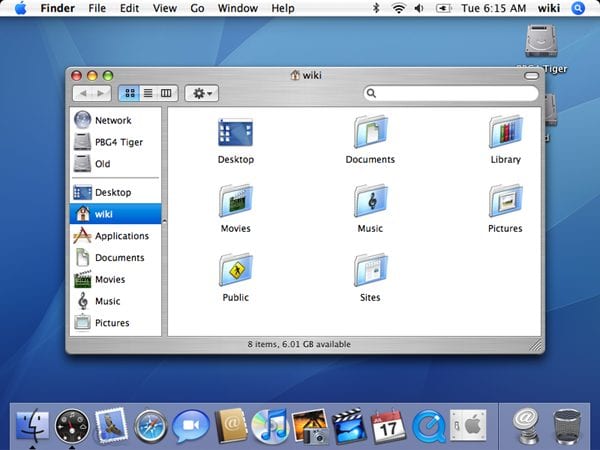 Finder File Edit View Go Window Help Tue 6:15 AM wiki
PBG4 Tiger
wiki
Network
PBG4 Tiger
Old
Desktop
wiki
Applications
Documents
Movies
Music
Pictures
Desktop Documents Library
Movies Music Pictures
Public Sites
8 items, 6.01 GB available
JUL
17